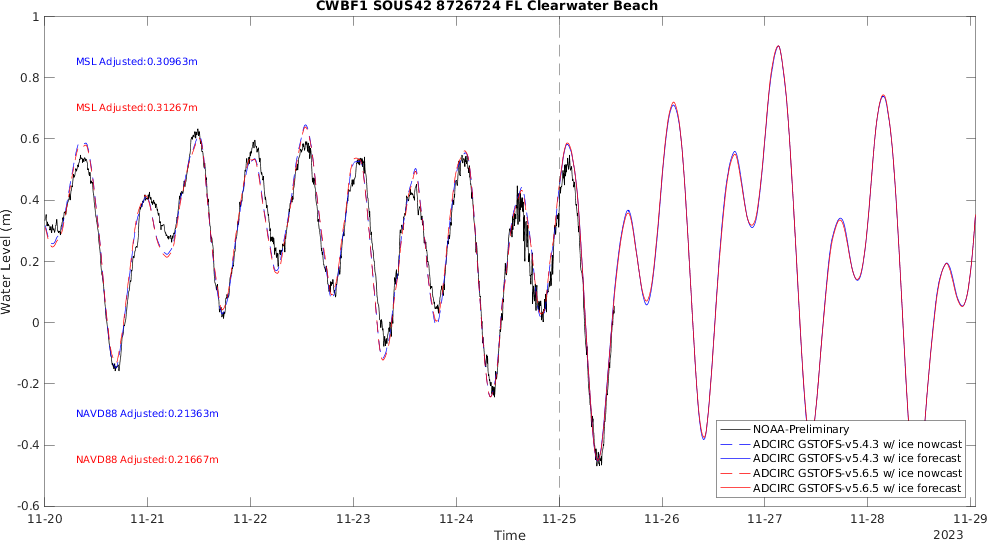 CWBF1 SOUS42 8726724 FL Clearwater Beach
1
0.8
0.6
0.4
0.2
0
-0.2
-0.4
-0.6
Water Level (m)
MSL Adjusted:0.30963m
MSL Adjusted:0.31267m
NAVD88 Adjusted:0.21363m
NAVD88 Adjusted:0.21667m
NOAA-Preliminary
ADCIRC GSTOFS-v5.4.3 w/ ice nowcast
ADCIRC GSTOFS-v5.4.3 w/ ice forecast
ADCIRC GSTOFS-v5.6.5 w/ ice nowcast
ADCIRC GSTOFS-v5.6.5 w/ ice forecast
11-20 11-21 11-22 11-23 11-24 11-25 11-26 11-27 11-28 11-29
Time
2023